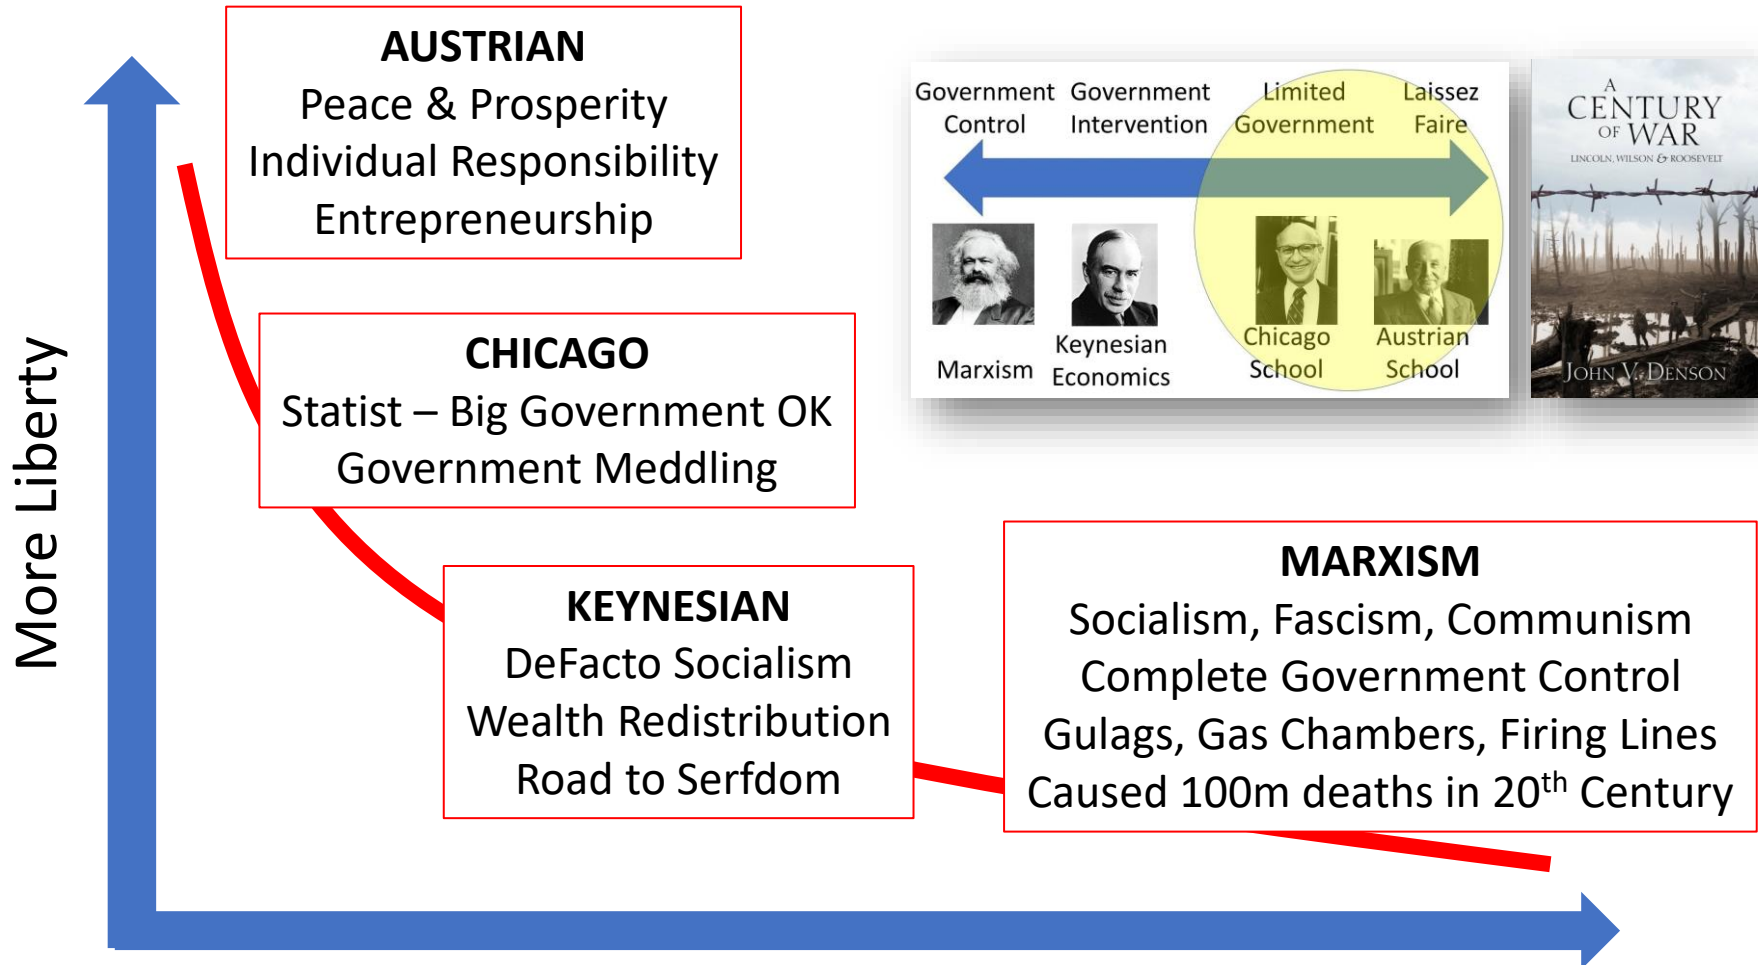 AUSTRIAN
Peace & Prosperity
Individual Responsibility
Entrepreneurship
CHICAGO
Statist – Big Government OK
Government Meddling
KEYNESIAN
DeFacto Socialism
Wealth Redistribution
Road to Serfdom
MARXISM
Socialism, Fascism, Communism
Complete Government Control
Gulags, Gas Chambers, Firing Lines
Caused 100m deaths in 20th Century
More Liberty
Government Control
Government Intervention
Limited Government
Laissez Faire
Marxism
Keynesian Economics
Chicago School
Austrian School
A
CENTURY
OF WAR
LINCOLN, WILSON & ROOSEVELT
JOHN V. DENSON